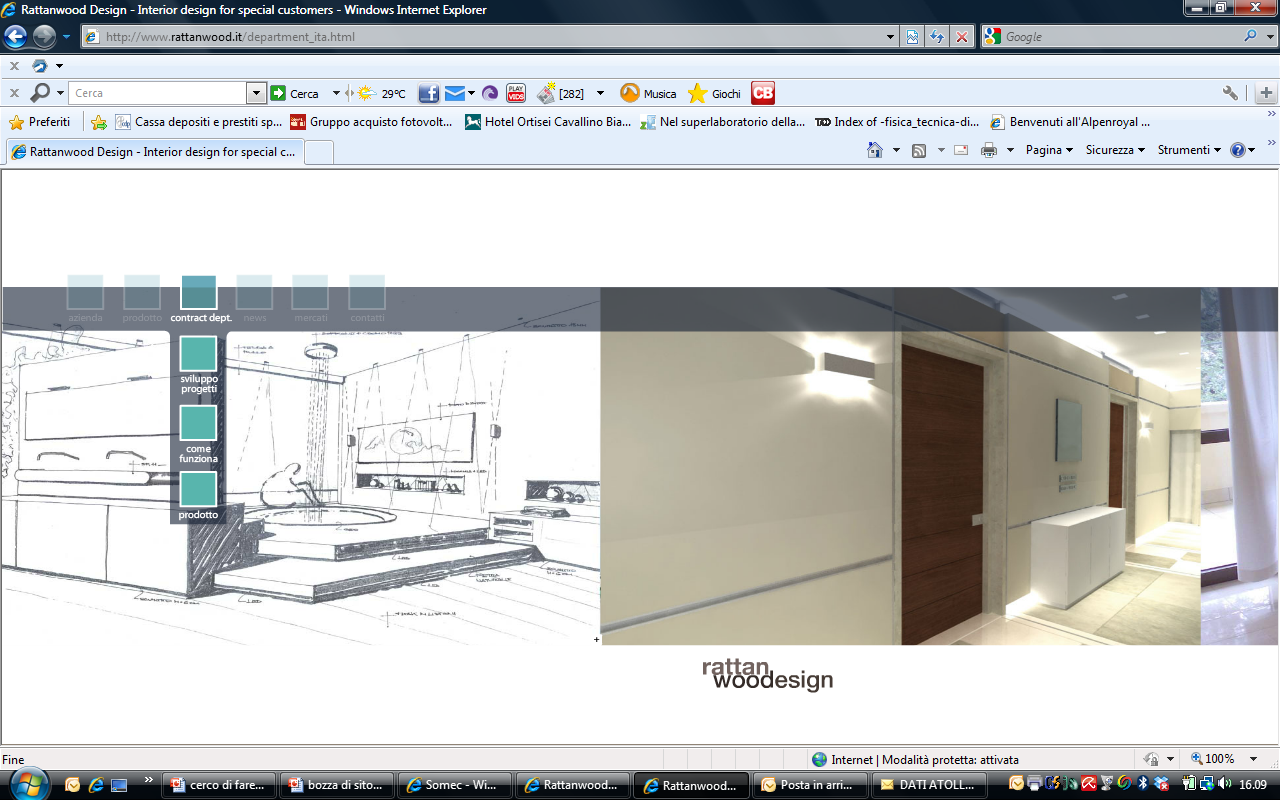 Rattanwood Design - Interior design for special customers - Windows Internet Explorer
http://www.rattanwood.it/department_ita.html
Google
Cerca
Cerca
29°C
PLAY VIDS
[282]
Musica
Giochi
CB
Preferiti
Cassa depositi e prestiti sp...
Gruppo acquisto fotovolt...
Hotel Ortisei Cavallino Bia...
Nel superlaboratorio della...
Index of -fisica_tecnica-di...
Benvenuti all'Alpenroyal ...
Rattanwood Design - Interior design for special c...
Pagina
Sicurezza
Strumenti
azienda
prodotto
contract dept.
news
mercati
contatti
sviluppo
progetti
come
funziona
prodotto
rattan
woodesign
Fine
Internet | Modalità protetta: attivata
100%
cerco di fare...
bozza di sito...
Somec - Wi...
Rattanwood...
Rattanwood...
Posta in arri...
DATI ATOLL...
16.09